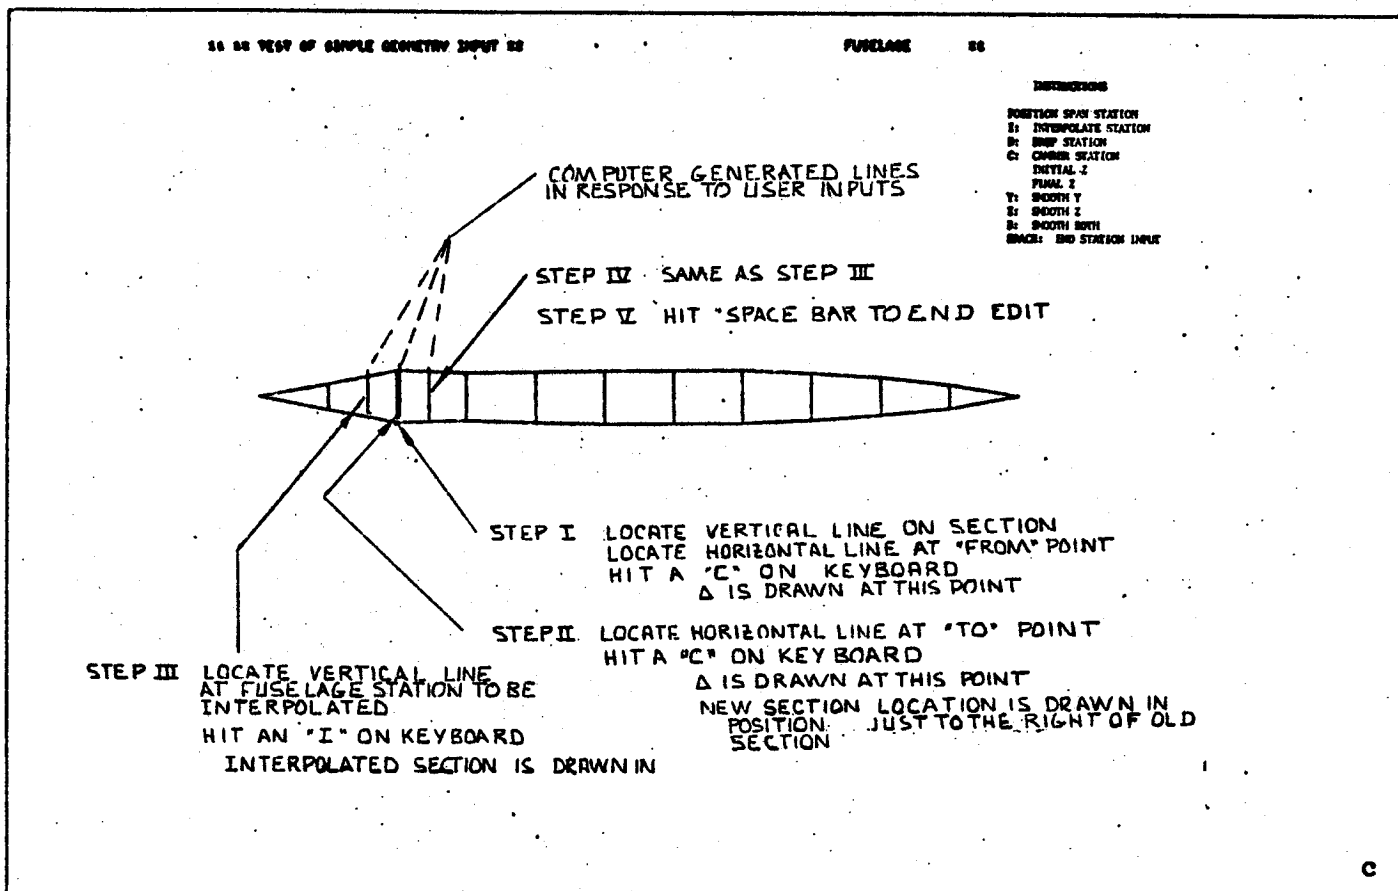 TEST OF SIMPLE GEOMETRY INPUT
FUSELAGE
INSTRUCTIONS
POSITION SPAN STATION
I: INTERPOLATE STATION
D: DROP STATION
C: CAMBER STATION
INITIAL Z
FINAL Z
Y: SMOOTH Y
Z: SMOOTH Z
B: SMOOTH BOTH
SPACE: END STATION INPUT
COMPUTER GENERATED LINES
IN RESPONSE TO USER INPUTS
STEP IV SAME AS STEP III
STEP V HIT "SPACE BAR TO END EDIT
STEP I LOCATE VERTICAL LINE ON SECTION
LOCATE HORIZONTAL LINE AT "FROM" POINT
HIT A "C" ON KEYBOARD
Δ IS DRAWN AT THIS POINT
STEP II LOCATE HORIZONTAL LINE AT "TO" POINT
HIT A "C" ON KEYBOARD
Δ IS DRAWN AT THIS POINT
NEW SECTION LOCATION IS DRAWN IN
POSITION JUST TO THE RIGHT OF OLD
SECTION
STEP III LOCATE VERTICAL LINE
AT FUSELAGE STATION TO BE
INTERPOLATED
HIT AN "I" ON KEYBOARD
INTERPOLATED SECTION IS DRAWN IN
C